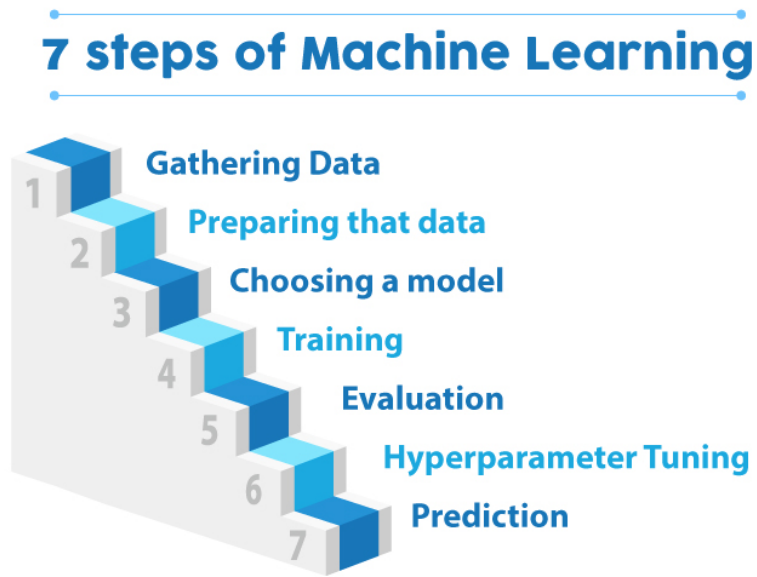 7 steps of Machine Learning
1 Gathering Data
2 Preparing that data
3 Choosing a model
4 Training
5 Evaluation
6 Hyperparameter Tuning
7 Prediction